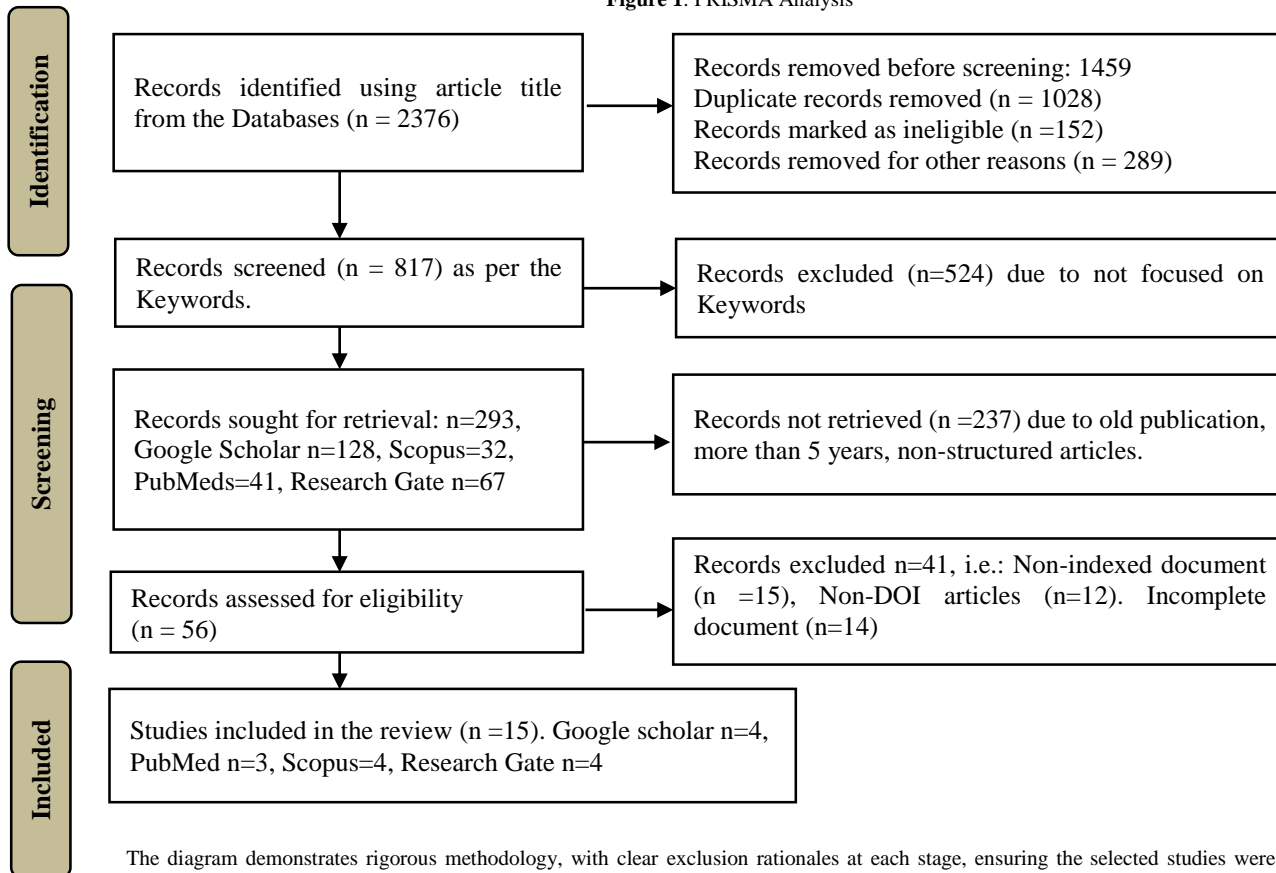 Figure 1. PRISMA Analysis
Identification
Records identified using article title
from the Databases (n = 2376)
Records removed before screening: 1459
Duplicate records removed (n = 1028)
Records marked as ineligible (n =152)
Records removed for other reasons (n = 289)
Screening
Records screened (n = 817) as per the
Keywords.
Records excluded (n=524) due to not focused on
Keywords
Records sought for retrieval: n=293,
Google Scholar n=128, Scopus=32,
PubMeds=41, Research Gate n=67
Records not retrieved (n =237) due to old publication,
more than 5 years, non-structured articles.
Records assessed for eligibility
(n = 56)
Records excluded n=41, i.e.: Non-indexed document
(n =15), Non-DOI articles (n=12). Incomplete
document (n=14)
Included
Studies included in the review (n =15). Google scholar n=4,
PubMed n=3, Scopus=4, Research Gate n=4
The diagram demonstrates rigorous methodology, with clear exclusion rationales at each stage, ensuring the selected studies were